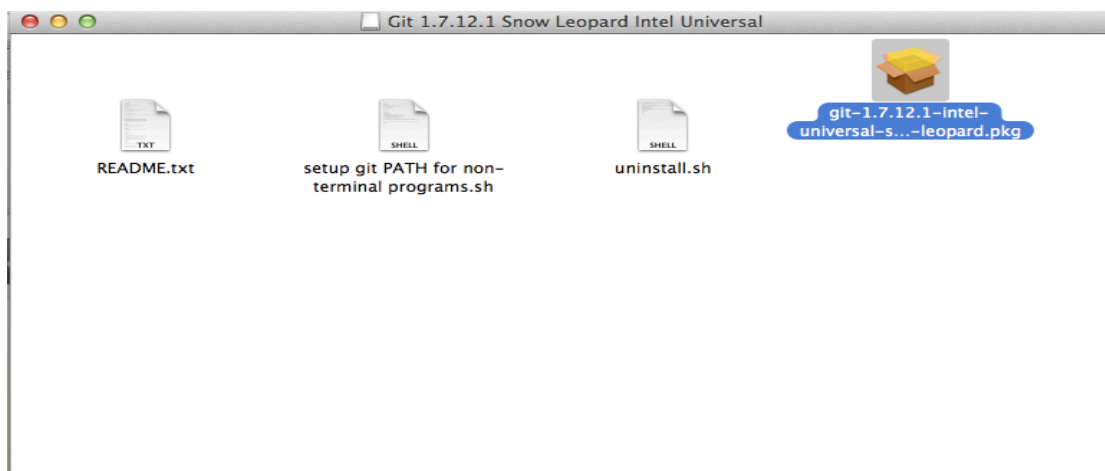 Git 1.7.12.1 Snow Leopard Intel Universal
git-1.7.12.1-intel-
universal-s...-leopard.pkg
TXT
README.txt
SHELL
setup git PATH for non-
terminal programs.sh
SHELL
uninstall.sh